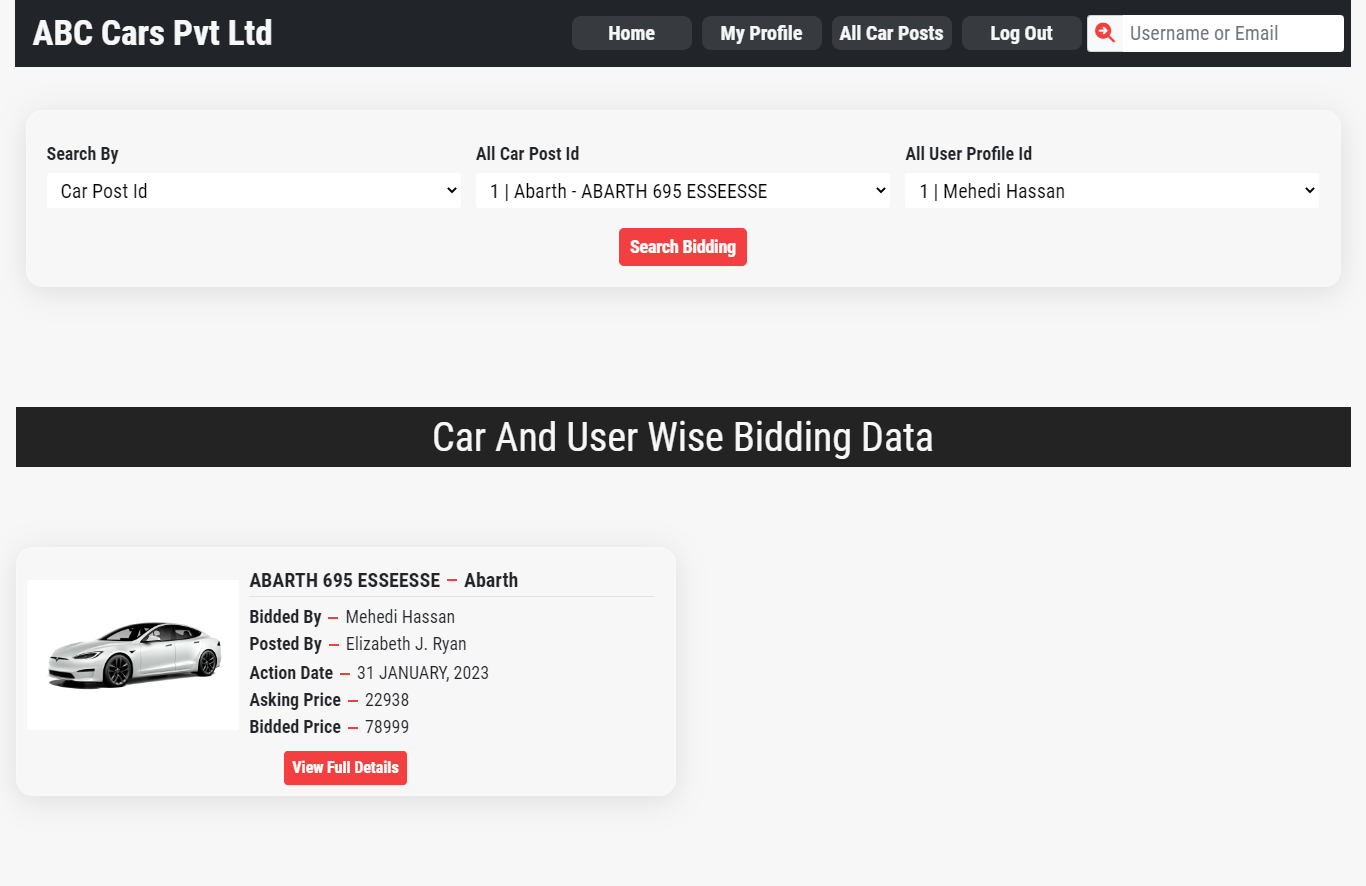 ABC Cars Pvt Ltd
Home
My Profile
All Car Posts
Log Out
Username or Email
Search By
All Car Post Id
All User Profile Id
Car Post Id
1 | Abarth - ABARTH 695 ESSEESSE
1 | Mehedi Hassan
Search Bidding
Car And User Wise Bidding Data
ABARTH 695 ESSEESSE — Abarth
Bidded By — Mehedi Hassan
Posted By — Elizabeth J. Ryan
Action Date — 31 JANUARY, 2023
Asking Price — 22938
Bidded Price — 78999
View Full Details